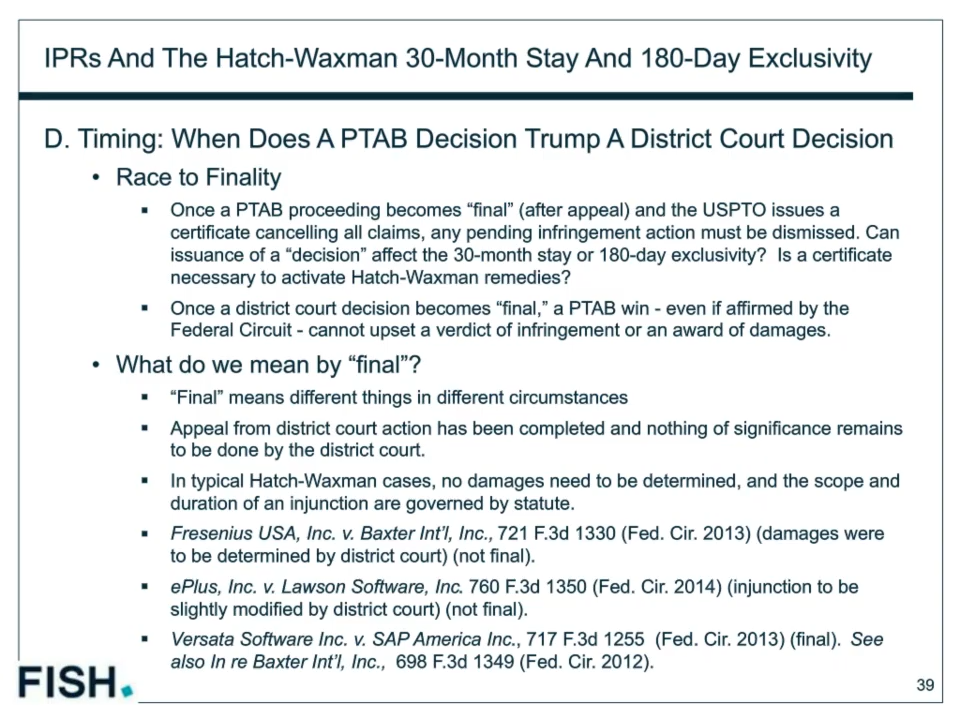 IPRs And The Hatch-Waxman 30-Month Stay And 180-Day Exclusivity
D. Timing: When Does A PTAB Decision Trump A District Court Decision
• Race to Finality
▪ Once a PTAB proceeding becomes “final” (after appeal) and the USPTO issues a
certificate cancelling all claims, any pending infringement action must be dismissed. Can
issuance of a “decision” affect the 30-month stay or 180-day exclusivity?  Is a certificate
necessary to activate Hatch-Waxman remedies?
▪ Once a district court decision becomes “final,” a PTAB win - even if affirmed by the
Federal Circuit - cannot upset a verdict of infringement or an award of damages.
• What do we mean by “final”?
▪ “Final” means different things in different circumstances
▪ Appeal from district court action has been completed and nothing of significance remains
to be done by the district court.
▪ In typical Hatch-Waxman cases, no damages need to be determined, and the scope and
duration of an injunction are governed by statute.
▪ Fresenius USA, Inc. v. Baxter Int’l, Inc., 721 F.3d 1330 (Fed. Cir. 2013) (damages were
to be determined by district court) (not final).
▪ ePlus, Inc. v. Lawson Software, Inc. 760 F.3d 1350 (Fed. Cir. 2014) (injunction to be
slightly modified by district court) (not final).
▪ Versata Software Inc. v. SAP America Inc., 717 F.3d 1255  (Fed. Cir. 2013) (final).  See
also In re Baxter Int’l, Inc.,  698 F.3d 1349 (Fed. Cir. 2012).
FISH.
39